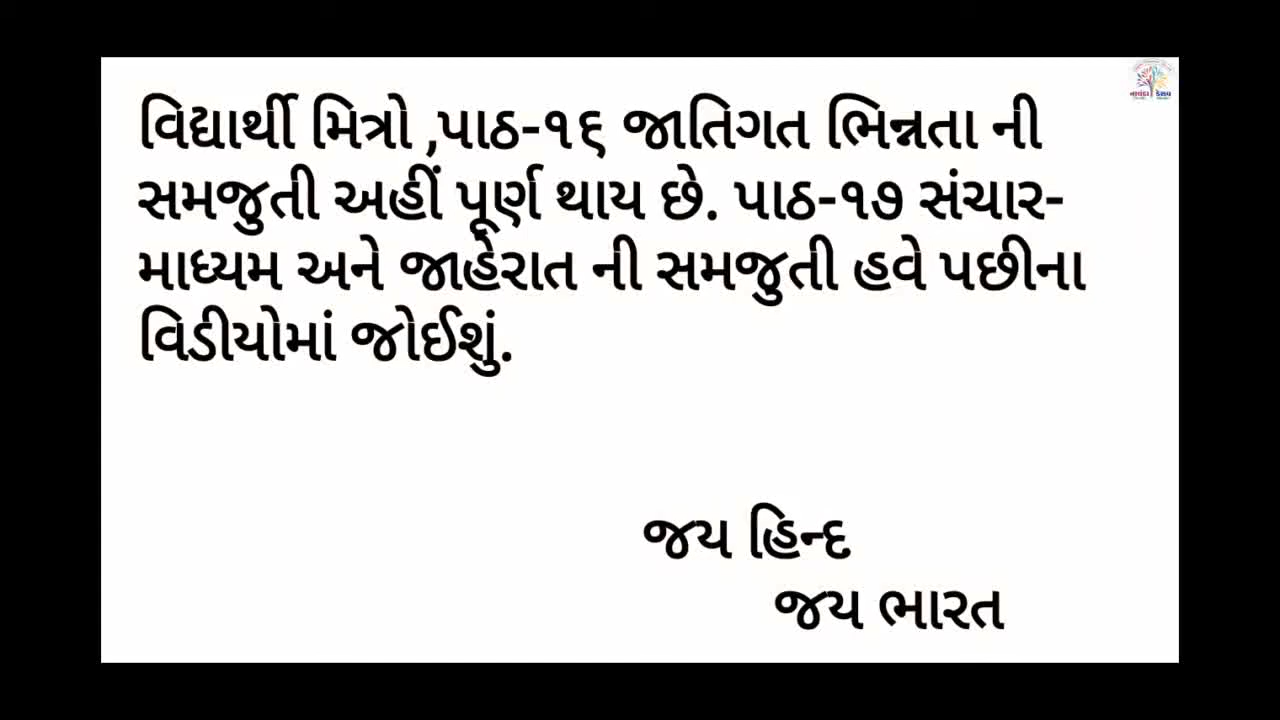 વિદ્યાર્થી મિત્રો ,પાઠ-૧૬ જાતિગત ભિન્નતા ની
સમજુતી અહીં પૂર્ણ થાય છે. પાઠ-૧૭ સંચાર-
માધ્યમ અને જાહેરાત ની સમજુતી હવે પછીના
વિડીયોમાં જોઈશું.
જય હિન્દ
જય ભારત